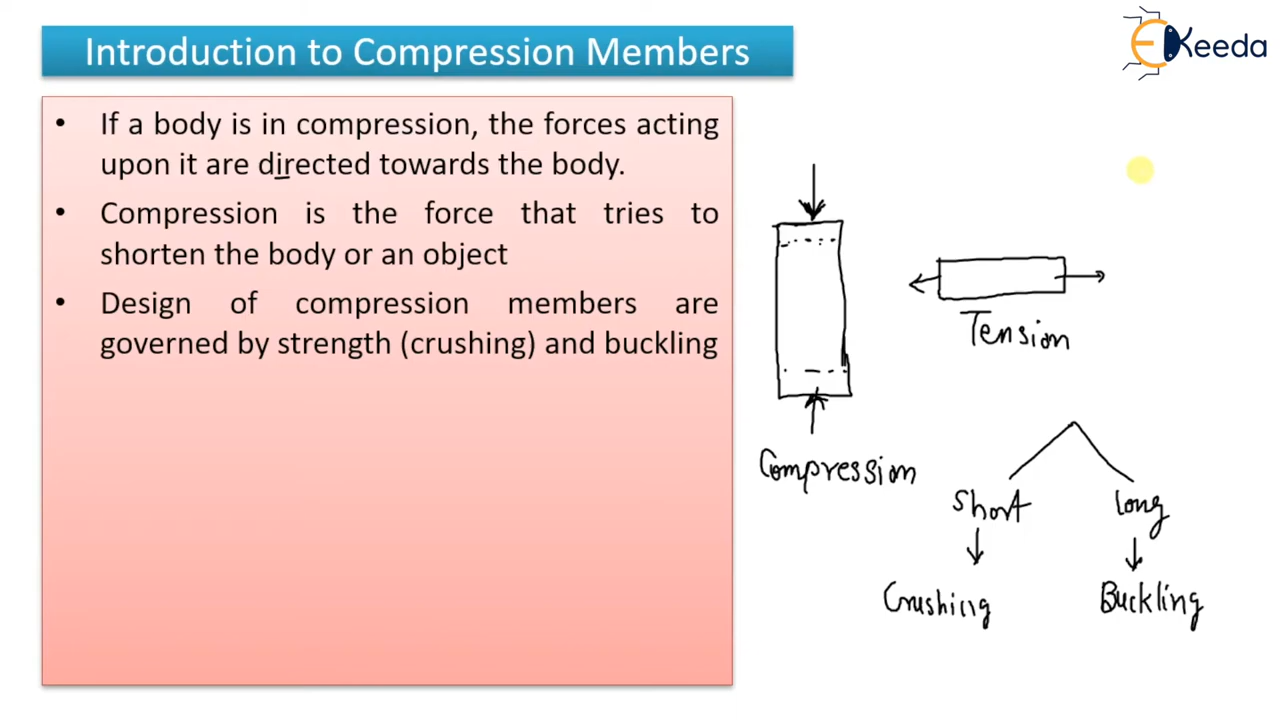 Introduction to Compression Members
EKeeda
• If a body is in compression, the forces acting
upon it are directed towards the body.
• Compression is the force that tries to
shorten the body or an object
• Design of compression members are
governed by strength (crushing) and buckling
Tension
Compression
Short
Long
Crushing
Buckling